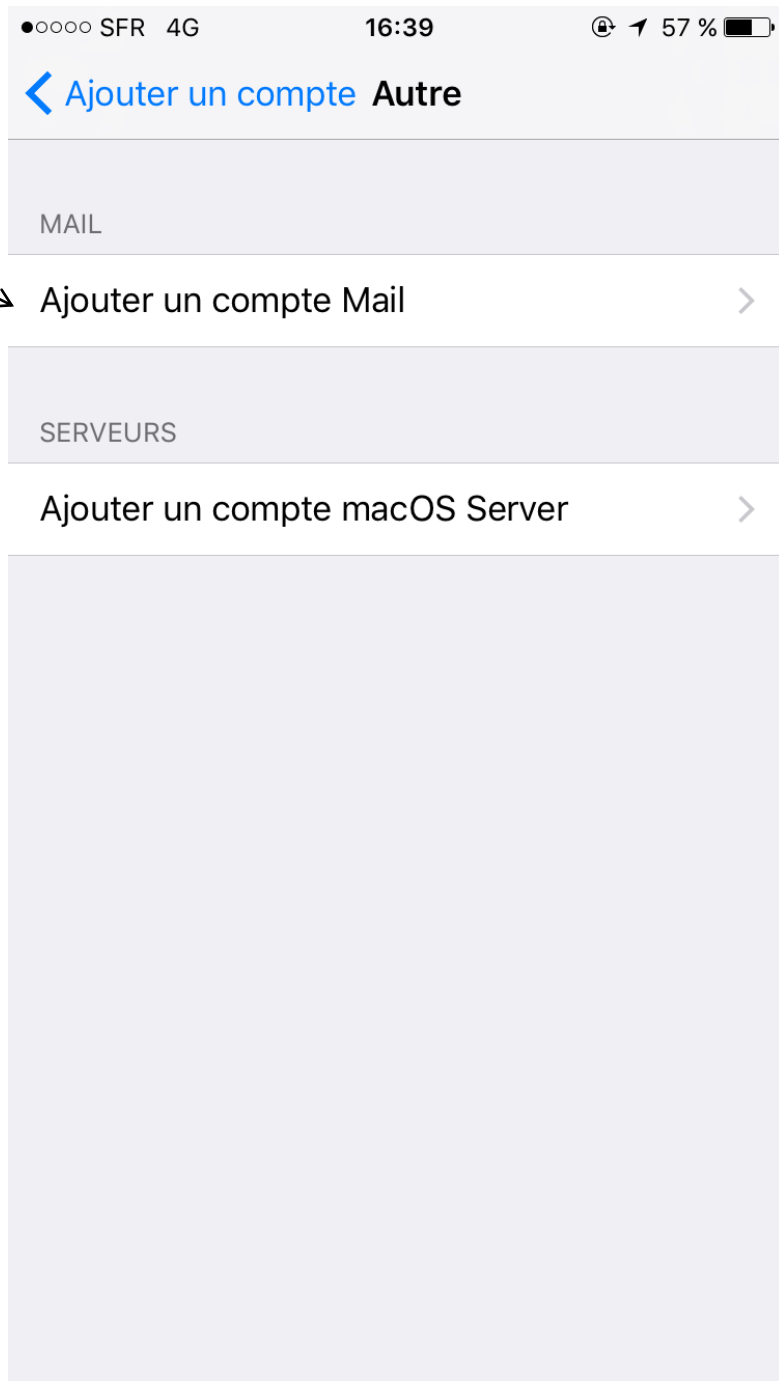 SFR 4G 16:39 57 %
Ajouter un compte Autre
MAIL
Ajouter un compte Mail
SERVEURS
Ajouter un compte macOS Server